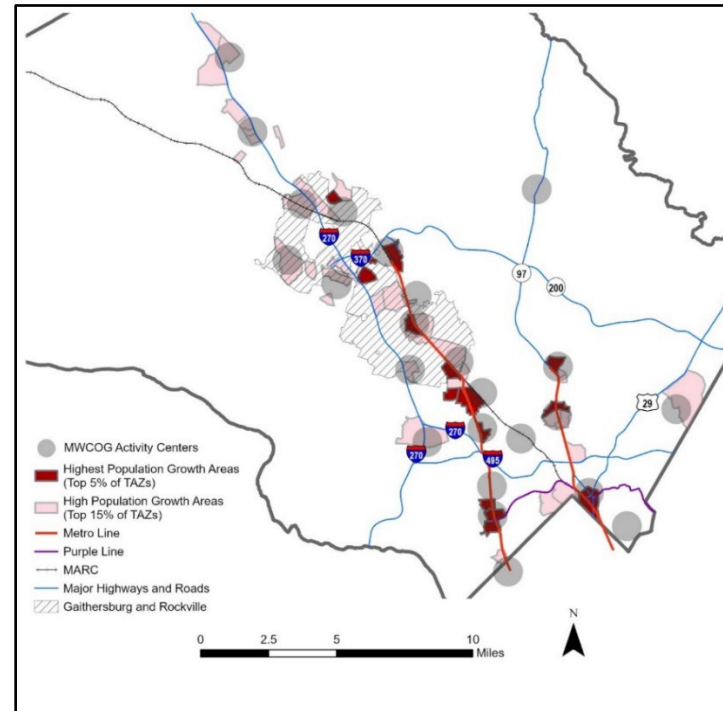 270
370
97
200
29
270
270
495
MWCOG Activity Centers
Highest Population Growth Areas
(Top 5% of TAZs)
High Population Growth Areas
(Top 15% of TAZs)
Metro Line
Purple Line
MARC
Major Highways and Roads
Gaithersburg and Rockville
N
0 2.5 5 10
Miles